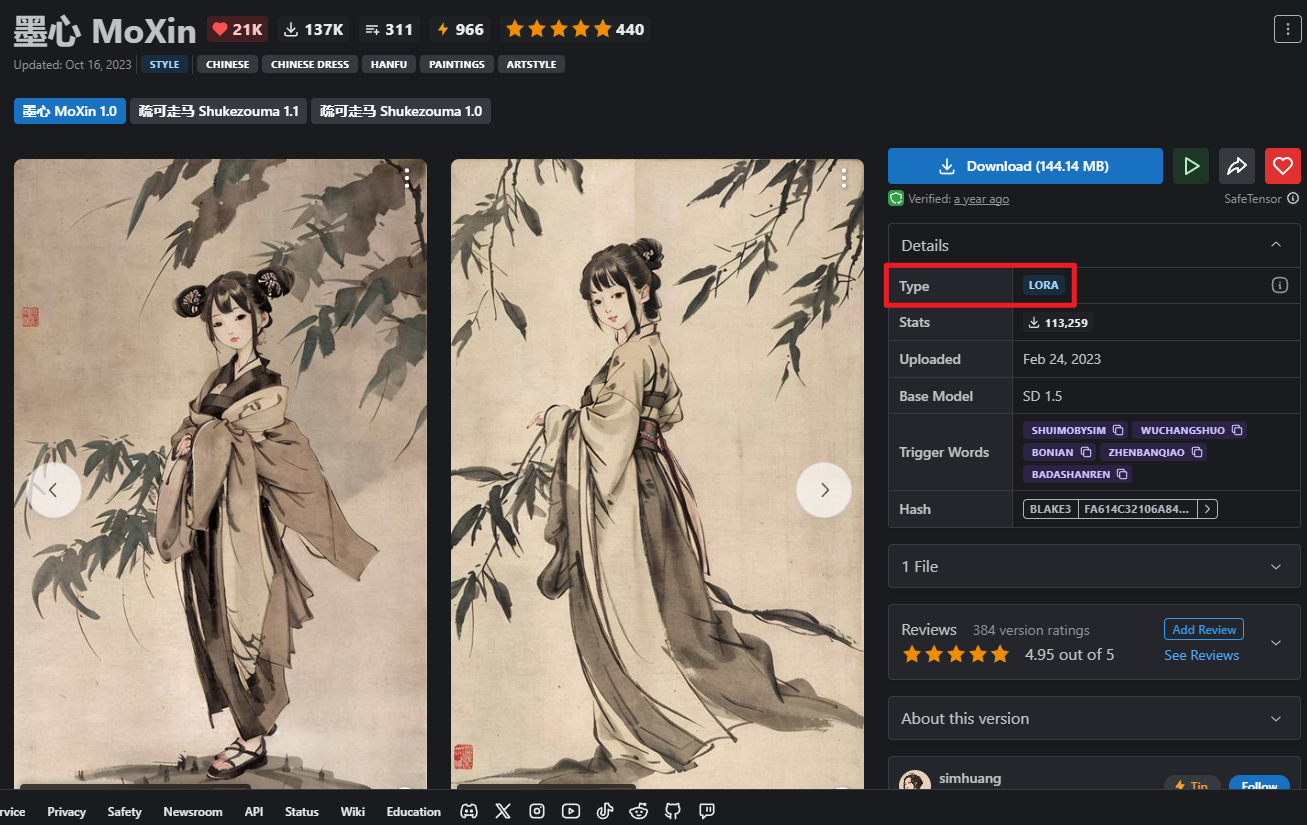 墨心 MoXin 21K 137K 311 966 440
Updated: Oct 16, 2023 STYLE CHINESE CHINESE DRESS HANFU PAINTINGS ARTSTYLE
墨心 MoXin 1.0 疏可走马 Shukezouma 1.1 疏可走马 Shukezouma 1.0
Download (144.14 MB)
Verified: a year ago SafeTensor
Details
Type LORA
Stats 113,259
Uploaded Feb 24, 2023
Base Model SD 1.5
Trigger Words SHUIMOBYSIM WUCHANGSHUO
BONIAN ZHENBANQIAO
BADASHANREN
Hash BLAKE3 FA614C32106A84...
1 File
Reviews 384 version ratings Add Review
4.95 out of 5 See Reviews
About this version
simhuang
Tip Follow
rvice Privacy Safety Newsroom API Status Wiki Education